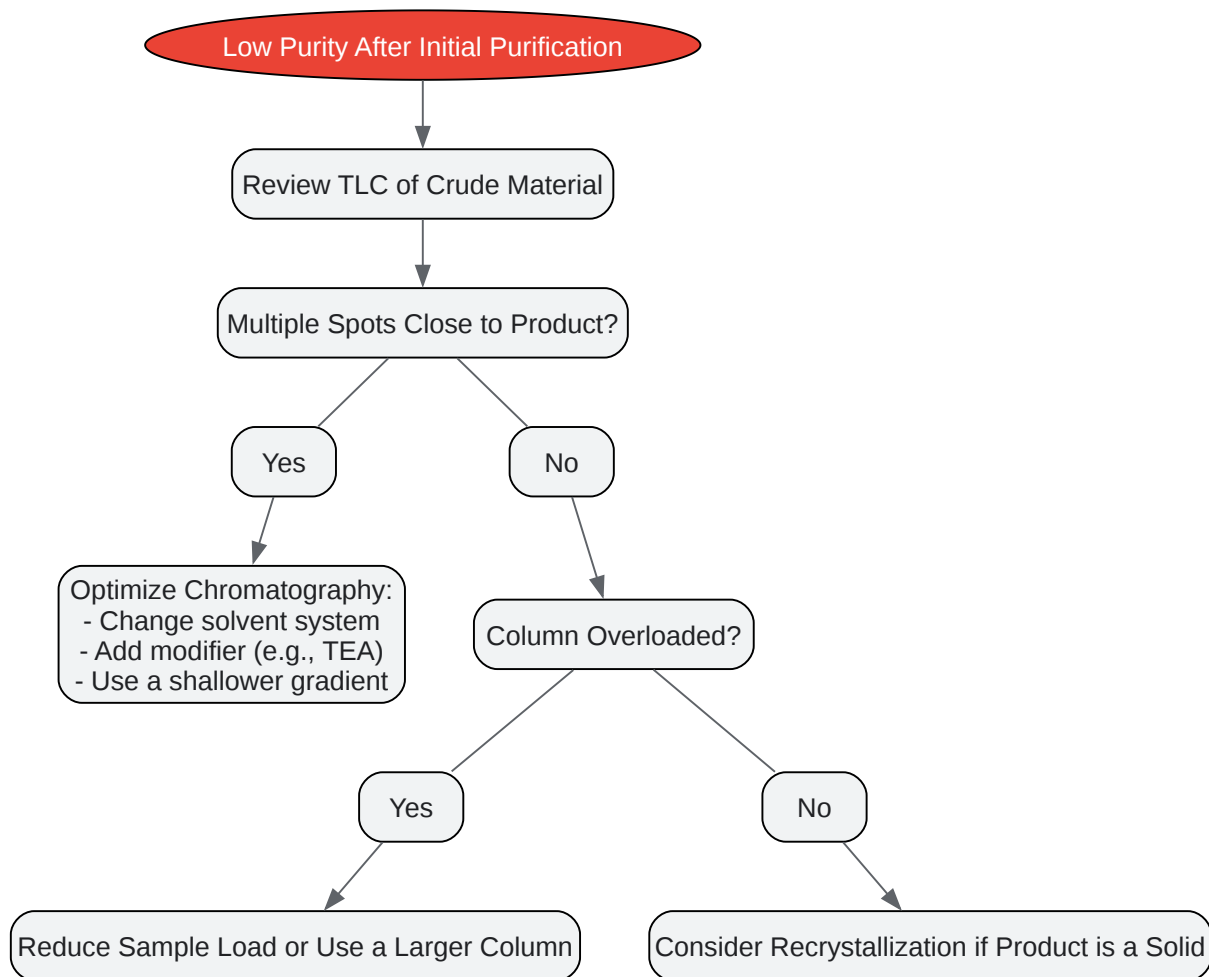 Low Purity After Initial Purification
Review TLC of Crude Material
Multiple Spots Close to Product?
Yes
No
Optimize Chromatography:
- Change solvent system
- Add modifier (e.g., TEA)
- Use a shallower gradient
Column Overloaded?
Yes
No
Reduce Sample Load or Use a Larger Column
Consider Recrystallization if Product is a Solid